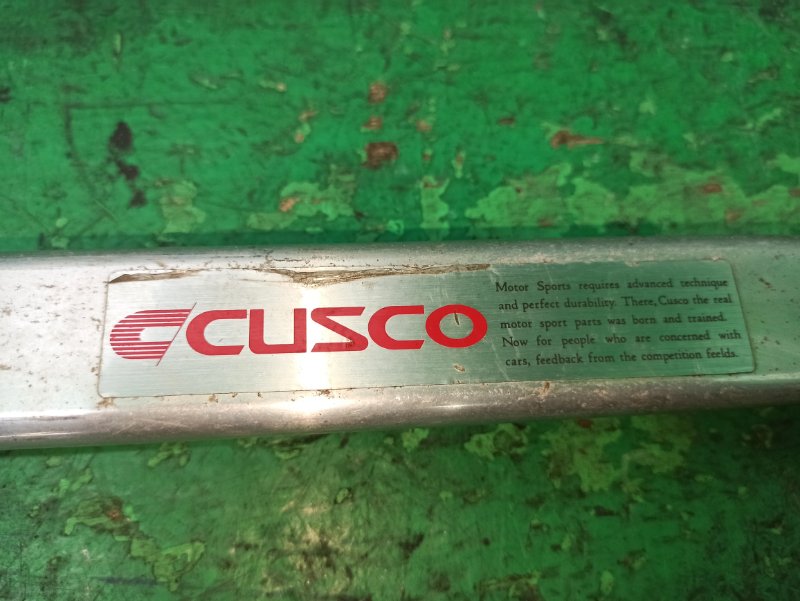 CUSCO
Motor Sports requires advanced technique
and perfect durability. There, Cusco the real
motor sport parts was born and trained.
Now for people who are concerned with
cars, feedback from the competition feelds.